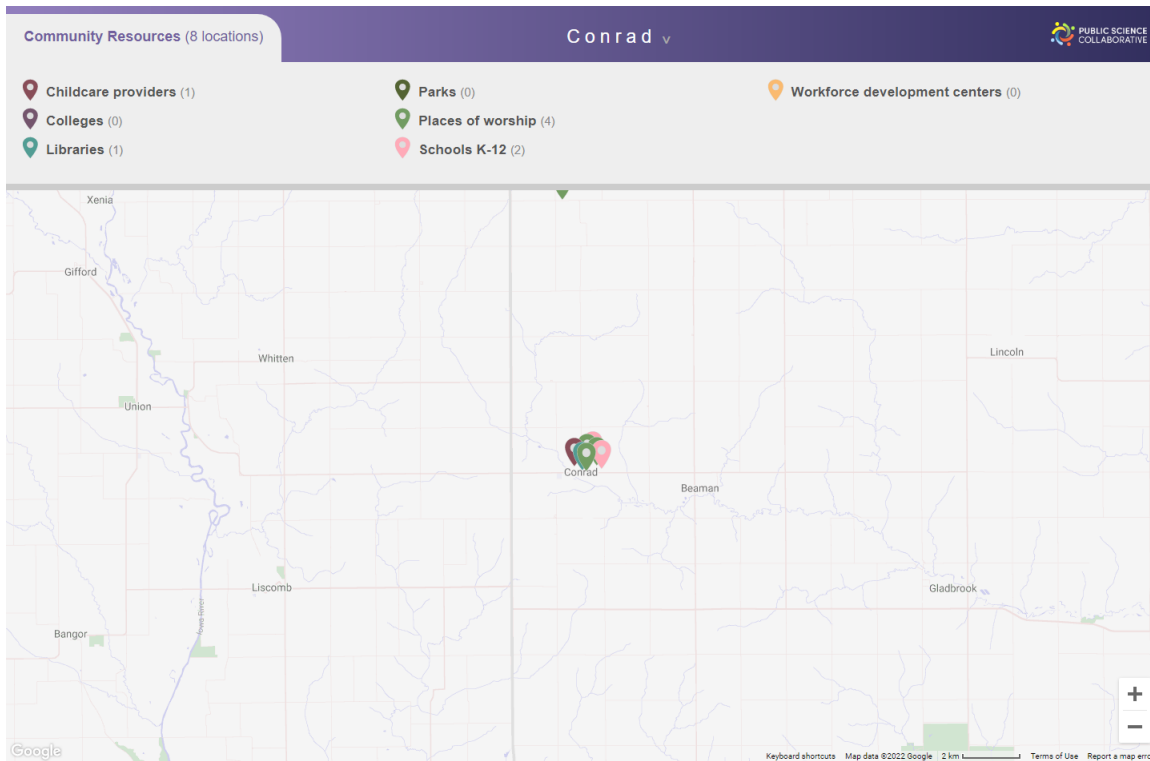 Community Resources (8 locations)
Conrad v
PUBLIC SCIENCE
COLLABORATIVE
Childcare providers (1)
Colleges (0)
Libraries (1)
Parks (0)
Places of worship (4)
Schools K-12 (2)
Workforce development centers (0)
Xenia
Gifford
Whitten
Lincoln
Union
Conrad
Beaman
Liscomb
Gladbrook
Iowa River
Bangor
+
−
Google
Keyboard shortcuts Map data ©2022 Google 2 km Terms of Use Report a map erro